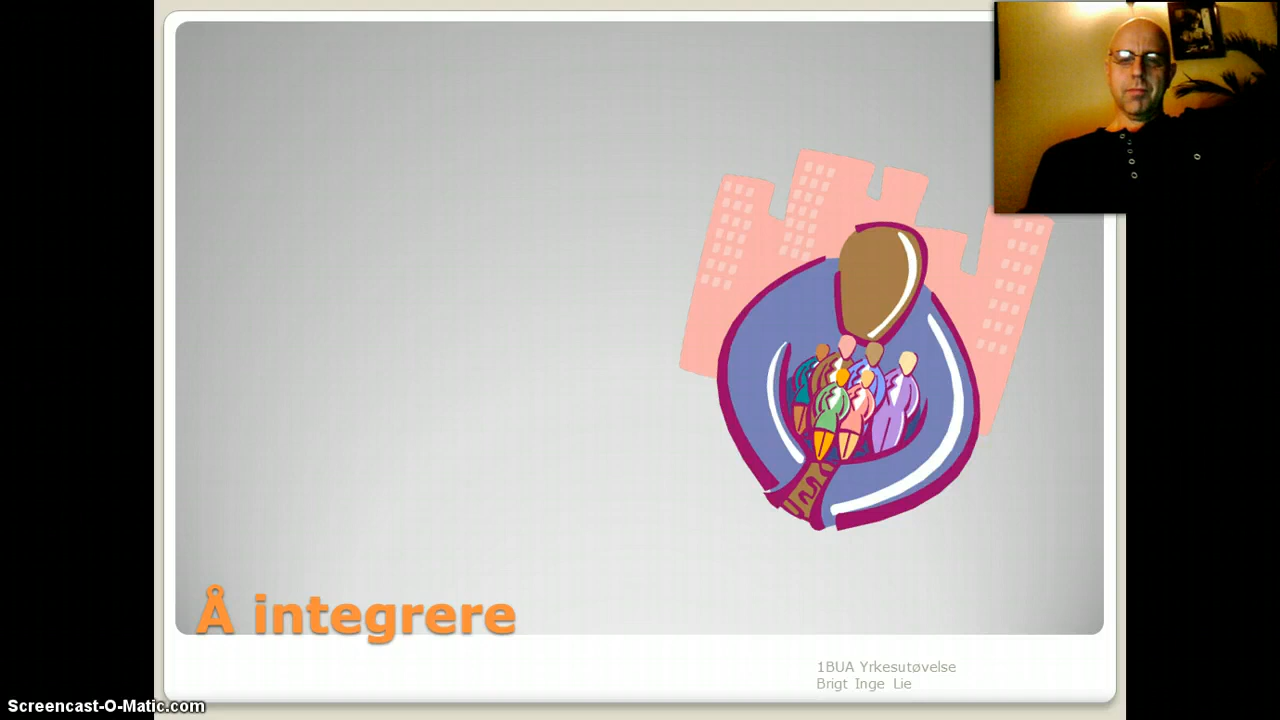 Å integrere
1BUA Yrkesutøvelse
Brigt Inge Lie
Screencast-O-Matic.com